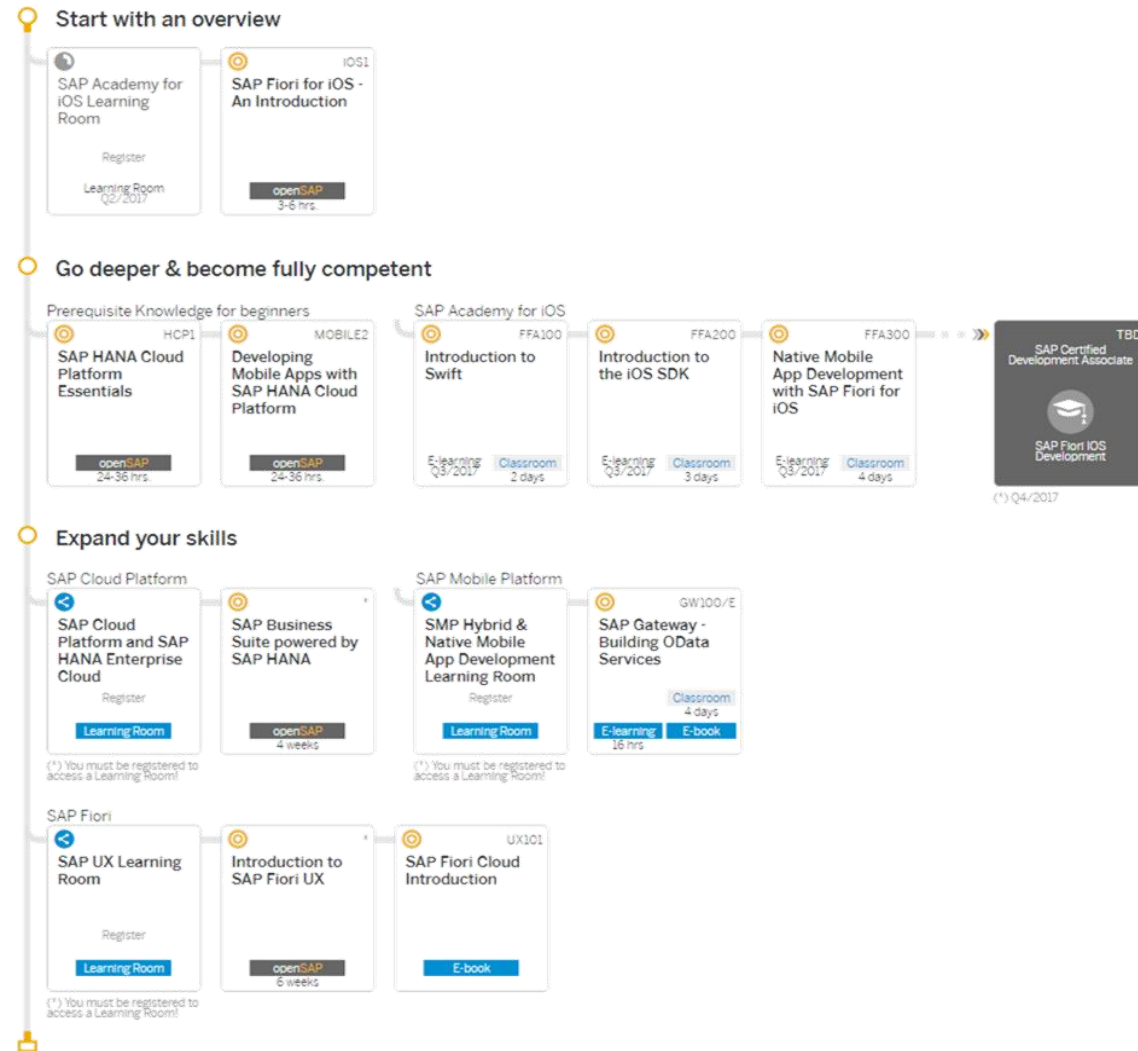 Start with an overview
SAP Academy for
iOS Learning
Room
Register
Learning Room
Q2/2017
IOS1
SAP Fiori for iOS -
An Introduction
openSAP
3-6 hrs.
Go deeper & become fully competent
Prerequisite Knowledge for beginners
HCP1
SAP HANA Cloud
Platform
Essentials
openSAP
24-36 hrs.
MOBILE2
Developing
Mobile Apps with
SAP HANA Cloud
Platform
openSAP
24-36 hrs.
SAP Academy for iOS
FFA100
Introduction to
Swift
E-learning
Q3/2017
Classroom
2 days
FFA200
Introduction to
the iOS SDK
E-learning
Q3/2017
Classroom
3 days
FFA300
Native Mobile
App Development
with SAP Fiori for
iOS
E-learning
Q3/2017
Classroom
4 days
TBD
SAP Certified
Development Associate
SAP Fiori IOS
Development
(*) Q4/2017
Expand your skills
SAP Cloud Platform
SAP Cloud
Platform and SAP
HANA Enterprise
Cloud
Register
Learning Room
(*) You must be registered to
access a Learning Room!
*
SAP Business
Suite powered by
SAP HANA
openSAP
4 weeks
SAP Mobile Platform
SMP Hybrid &
Native Mobile
App Development
Learning Room
Register
Learning Room
(*) You must be registered to
access a Learning Room!
GW100/E
SAP Gateway -
Building OData
Services
Classroom
4 days
E-learning
16 hrs
E-book
SAP Fiori
SAP UX Learning
Room
Register
Learning Room
(*) You must be registered to
access a Learning Room!
*
Introduction to
SAP Fiori UX
openSAP
6 weeks
UX101
SAP Fiori Cloud
Introduction
E-book